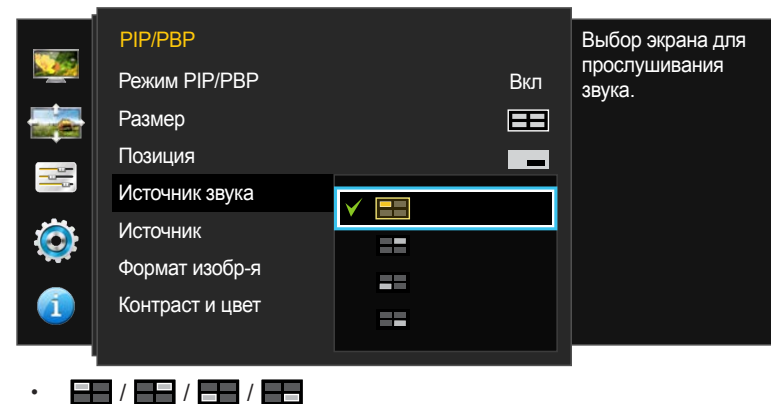 PIP/PBP
Режим PIP/PBP Вкл
Размер
Позиция
Источник звука
Источник
Формат изобр-я
Контраст и цвет
Выбор экрана для
прослушивания
звука.
• / / /